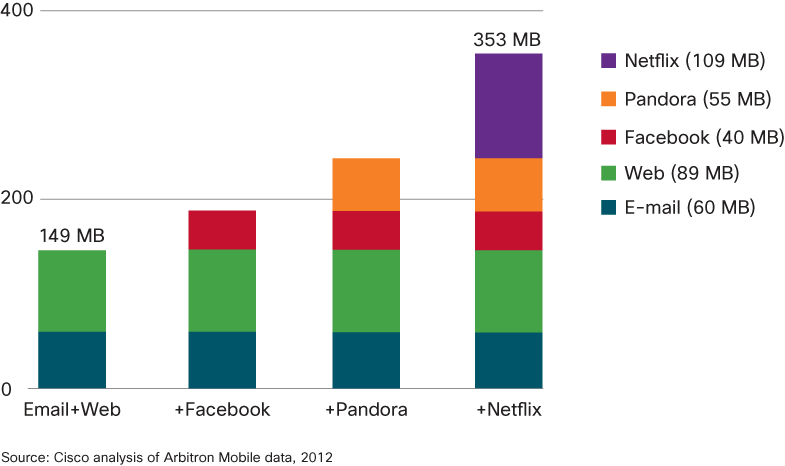 400
353 MB
Netflix (109 MB)
Pandora (55 MB)
Facebook (40 MB)
Web (89 MB)
E-mail (60 MB)
200
149 MB
0
Email+Web
+Facebook
+Pandora
+Netflix
Source: Cisco analysis of Arbitron Mobile data, 2012